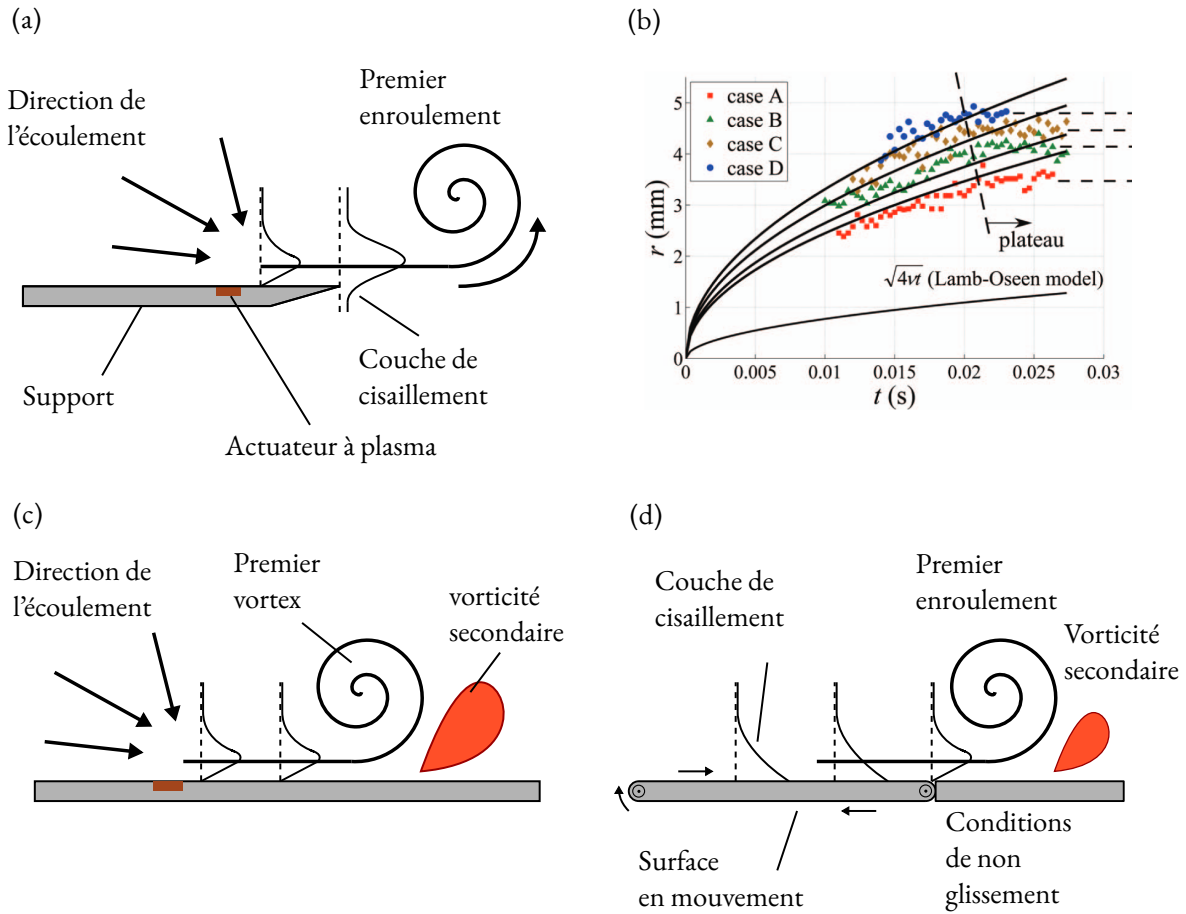 (a)
Direction de
l'écoulement
Premier
enroulement
Couche de
cisaillement
Support
Actuateur à plasma
(b)
case A
case B
case C
case D
r (mm)
5
4
3
2
1
0
plateau
√4νt (Lamb-Oseen model)
0 0.005 0.01 0.015 0.02 0.025 0.03
t (s)
(c)
Direction de
l'écoulement
Premier
vortex
vorticité
secondaire
(d)
Couche de
cisaillement
Premier
enroulement
Vorticité
secondaire
Surface
en mouvement
Conditions
de non
glissement